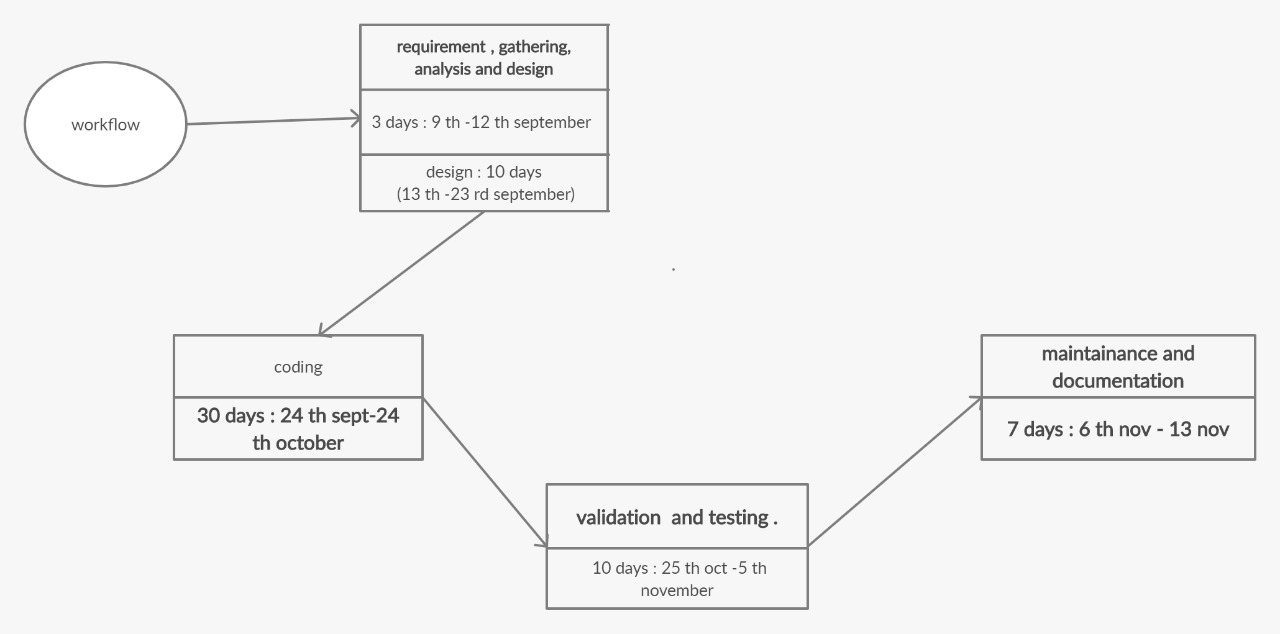 workflow
requirement , gathering,
analysis and design
3 days : 9 th -12 th september
design : 10 days
(13 th -23 rd september)
coding
30 days : 24 th sept-24
th october
validation  and testing .
10 days : 25 th oct -5 th
november
maintainance and
documentation
7 days : 6 th nov - 13 nov